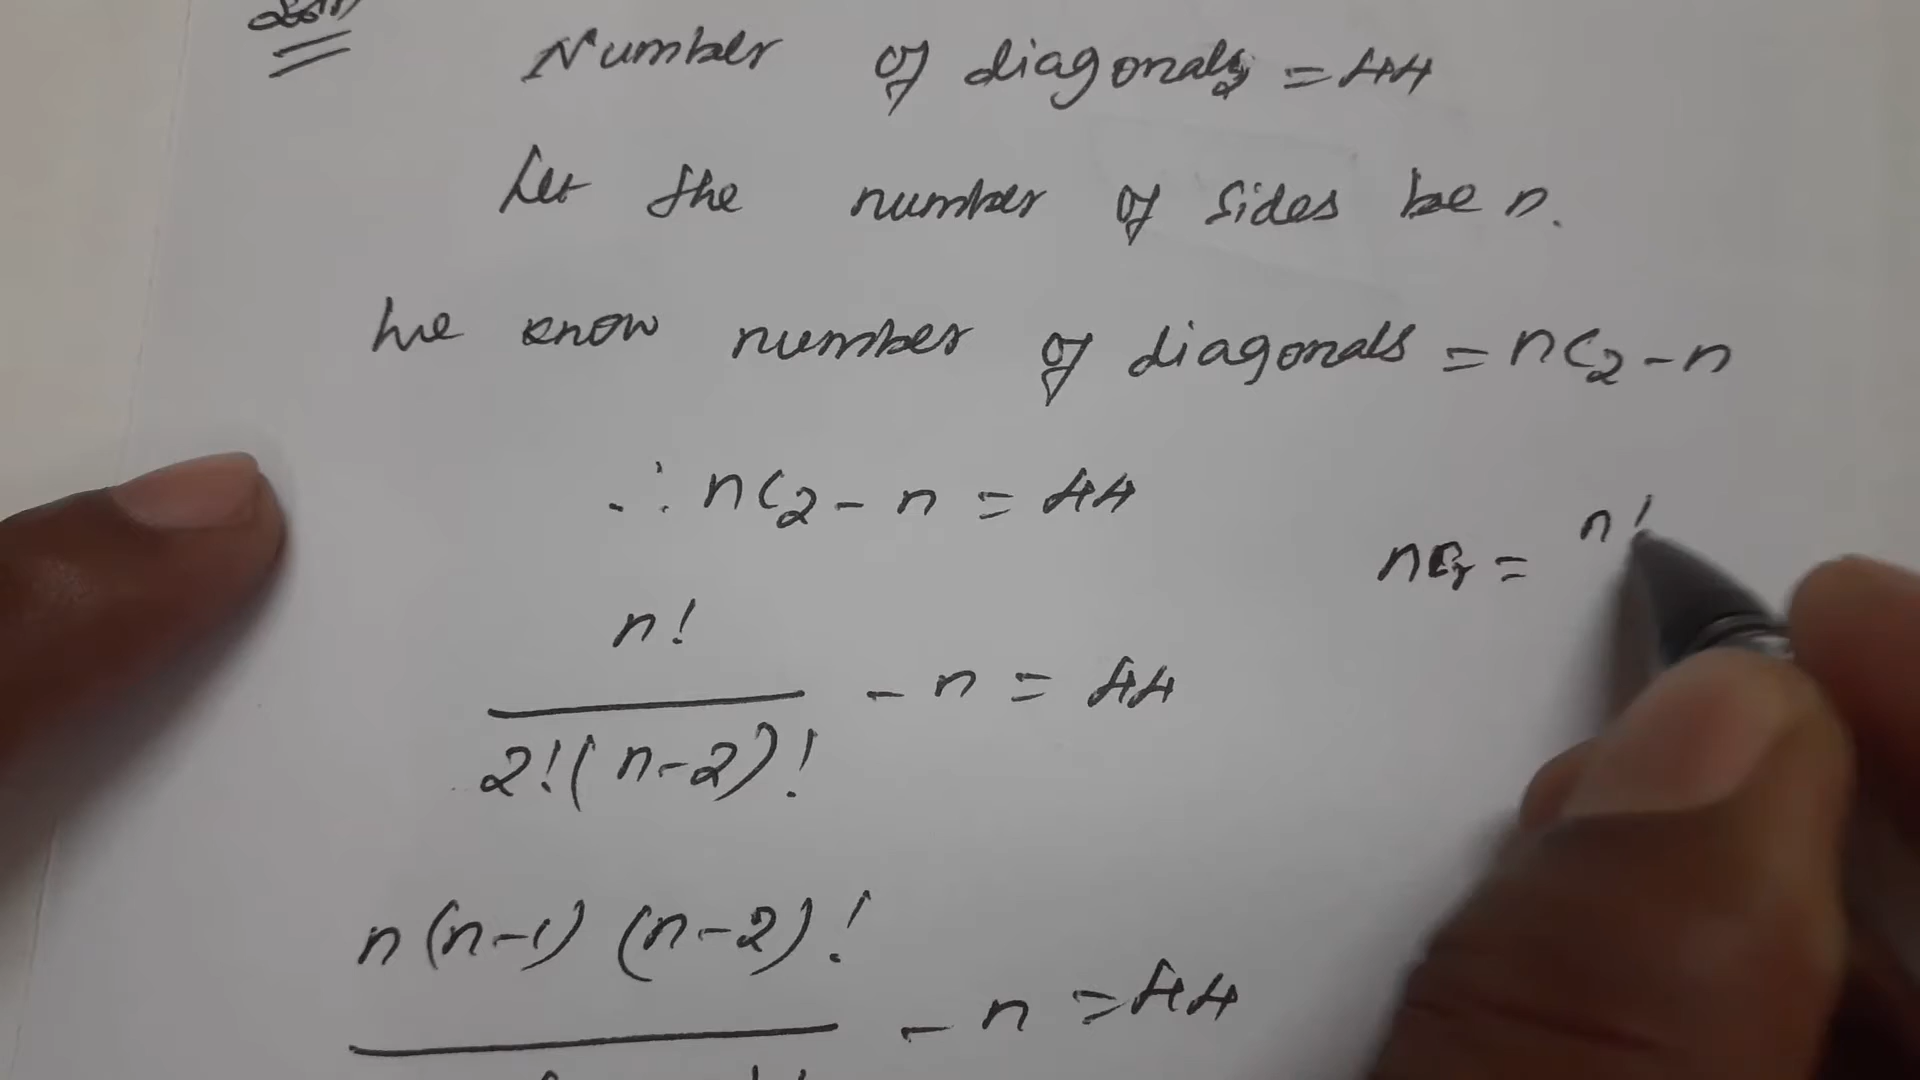 Number of diagonals = 44
Let the number of sides be n.
We know number of diagonals = nC2 - n
∴ nC2 - n = 44
nCr = n!
n!
2!(n-2)! - n = 44
n(n-1) (n-2)!
- n = 44